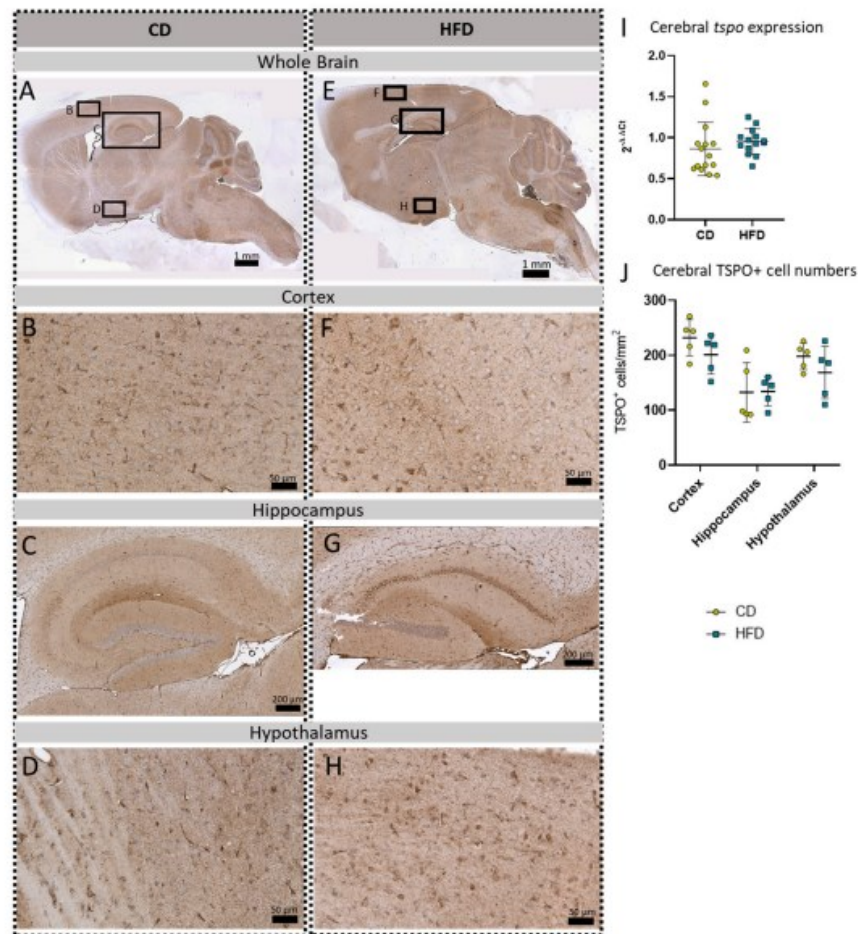 CD
HFD
Whole Brain
A
B
C
D
1 mm
E
F
G
H
1 mm
Cortex
B
50 µm
F
50 µm
Hippocampus
C
200 µm
G
200 µm
Hypothalamus
D
50 µm
H
50 µm
I
Cerebral tspo expression
2^-ΔΔCt
2.0
1.5
1.0
0.5
0.0
CD
HFD
J
Cerebral TSPO+ cell numbers
TSPO⁺ cells/mm²
300
200
100
0
Cortex
Hippocampus
Hypothalamus
CD
HFD